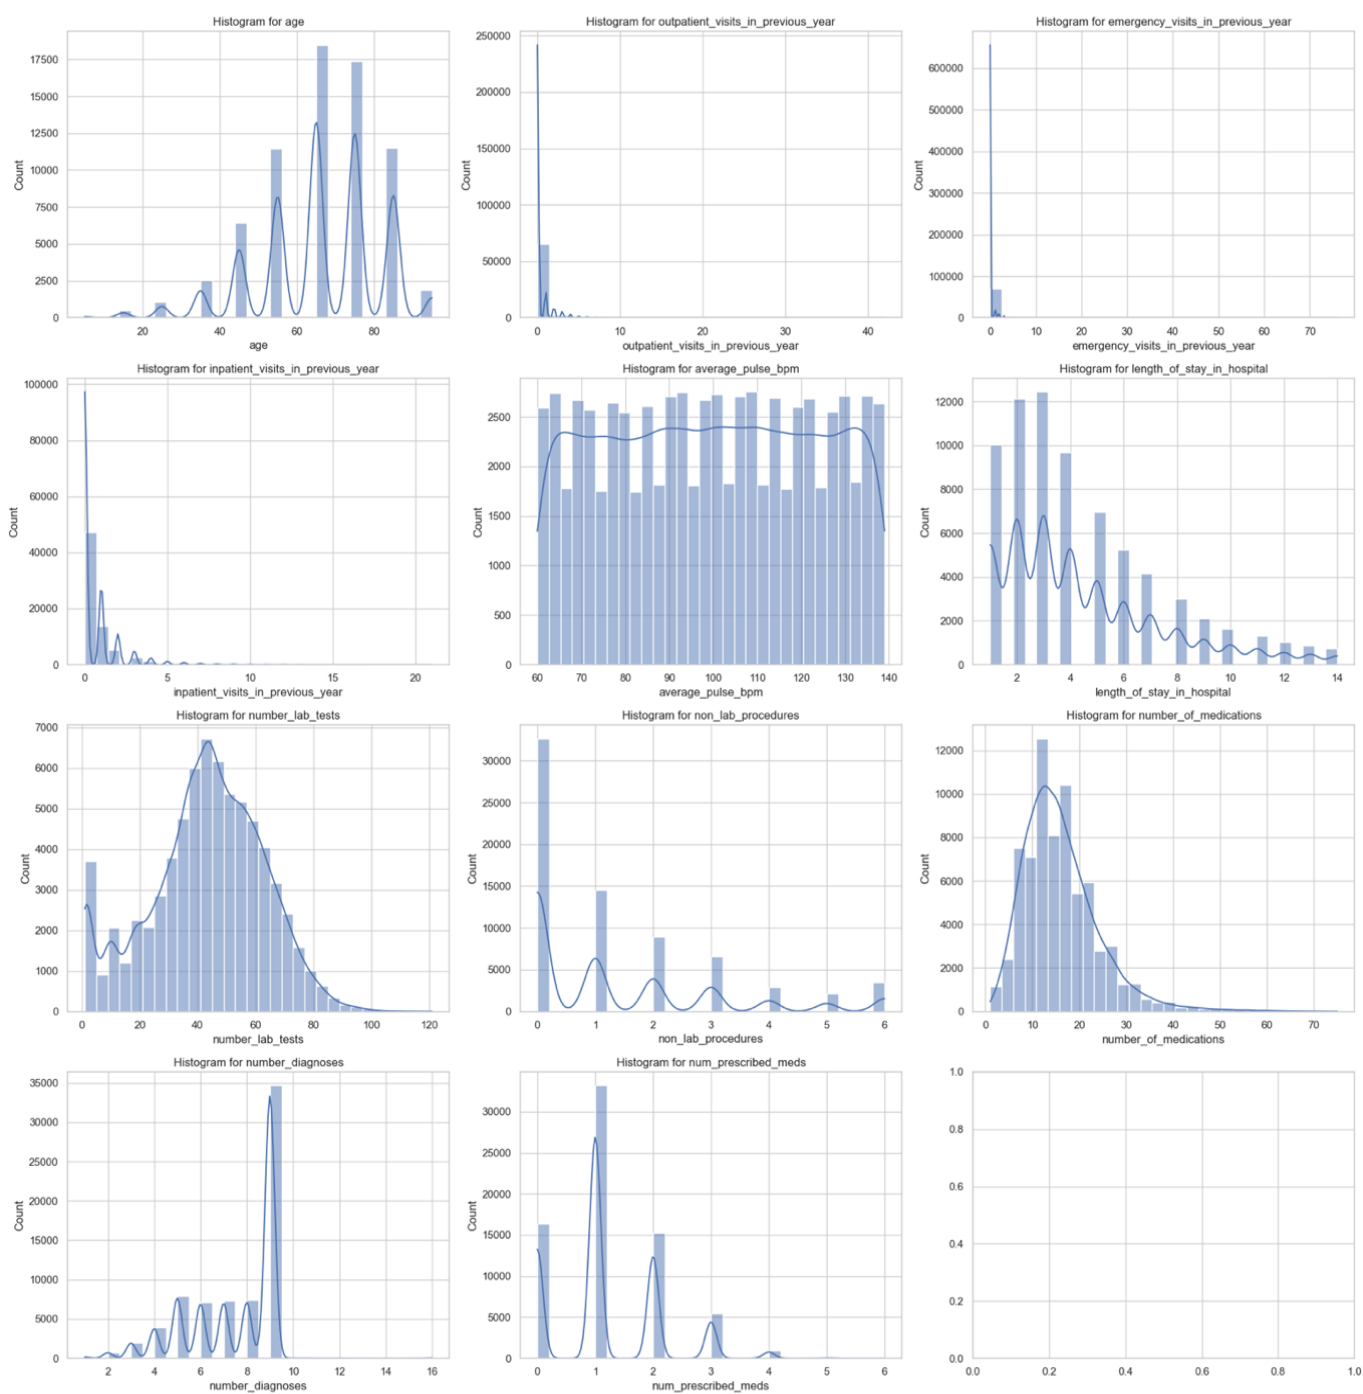 Histogram for age
Count
17500
15000
12500
10000
7500
5000
2500
0
20 40 60 80
age
Histogram for outpatient_visits_in_previous_year
Count
250000
200000
150000
100000
50000
0
0 10 20 30 40
outpatient_visits_in_previous_year
Histogram for emergency_visits_in_previous_year
Count
600000
500000
400000
300000
200000
100000
0
0 10 20 30 40 50 60 70
emergency_visits_in_previous_year
Histogram for inpatient_visits_in_previous_year
Count
100000
80000
60000
40000
20000
0
0 5 10 15 20
inpatient_visits_in_previous_year
Histogram for average_pulse_bpm
Count
2500
2000
1500
1000
500
0
60 70 80 90 100 110 120 130 140
average_pulse_bpm
Histogram for length_of_stay_in_hospital
Count
12000
10000
8000
6000
4000
2000
0
2 4 6 8 10 12 14
length_of_stay_in_hospital
Histogram for number_lab_tests
Count
7000
6000
5000
4000
3000
2000
1000
0
0 20 40 60 80 100 120
number_lab_tests
Histogram for non_lab_procedures
Count
30000
25000
20000
15000
10000
5000
0
0 1 2 3 4 5 6
non_lab_procedures
Histogram for number_of_medications
Count
12000
10000
8000
6000
4000
2000
0
0 10 20 30 40 50 60 70
number_of_medications
Histogram for number_diagnoses
Count
35000
30000
25000
20000
15000
10000
5000
0
2 4 6 8 10 12 14 16
number_diagnoses
Histogram for num_prescribed_meds
Count
30000
25000
20000
15000
10000
5000
0
0 1 2 3 4 5 6
num_prescribed_meds
1.0
0.8
0.6
0.4
0.2
0.0
0.0 0.2 0.4 0.6 0.8 1.0